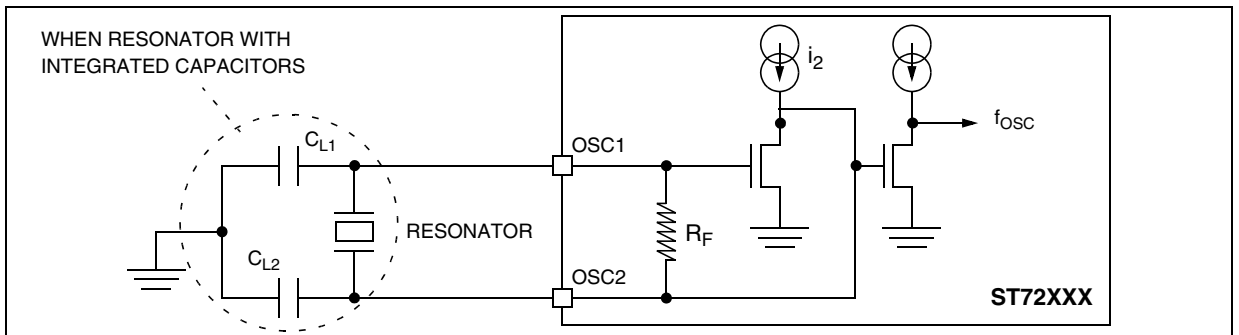 WHEN RESONATOR WITH
INTEGRATED CAPACITORS
i2
fOSC
CL1
OSC1
RESONATOR
RF
CL2
OSC2
ST72XXX